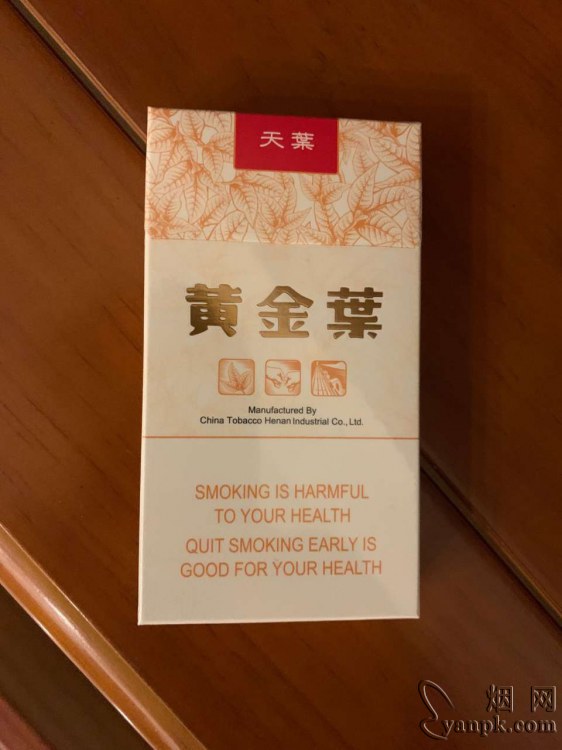 天葉
黃金葉
Manufactured By
China Tobacco Henan Industrial Co., Ltd.
SMOKING IS HARMFUL
TO YOUR HEALTH
QUIT SMOKING EARLY IS
GOOD FOR YOUR HEALTH
烟网
yanpk.com